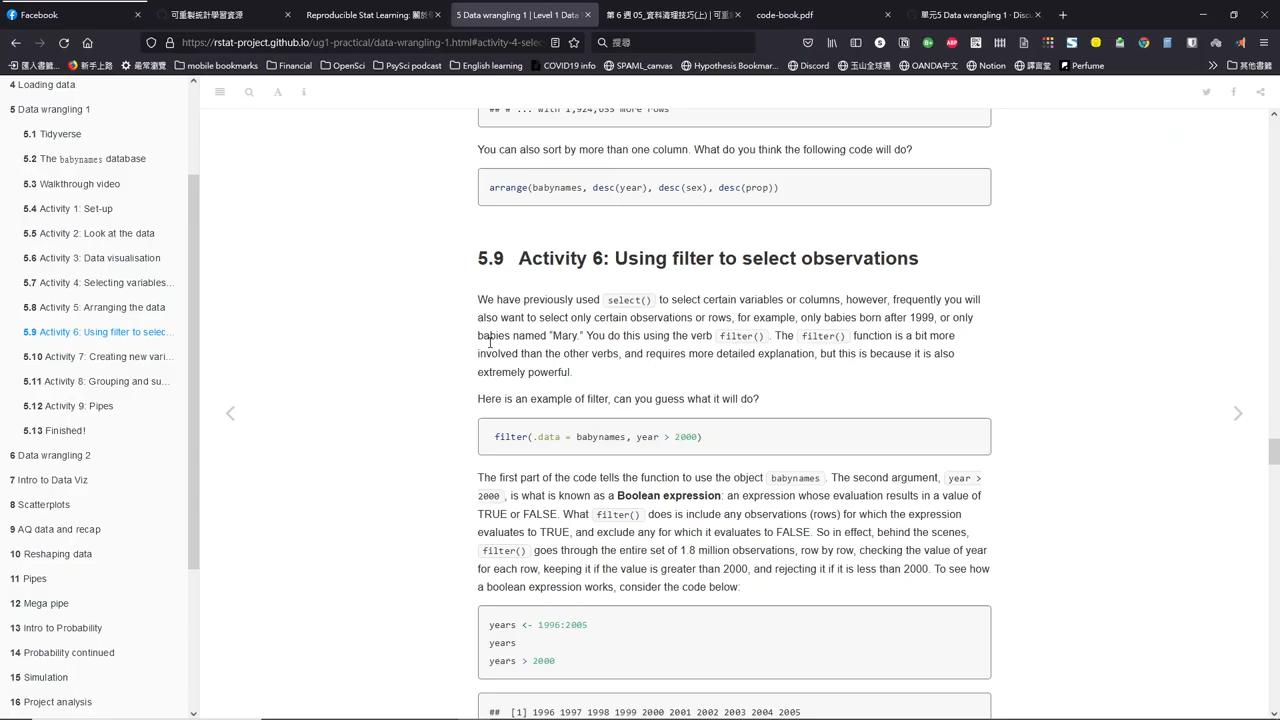 Facebook
可重製統計學習資源
Reproducible Stat Learning: 關於
5 Data wrangling 1 | Level 1 Data
第 6 週 05_資料清理技巧(上) | 可重
code-book.pdf
單元5 Data wrangling 1 - Discu
https://rstat-project.github.io/ug1-practical/data-wrangling-1.html#activity-4-selec
搜尋
匯入書籤...
新手上路
最常瀏覽
mobile bookmarks
Financial
OpenSci
PsySci podcast
English learning
COVID19 info
SPAML_canvas
Hypothesis Bookmar...
Discord
玉山全球通
OANDA中文
Notion
譯雷堂
Perfume
其他書籤
4 Loading data
5 Data wrangling 1
5.1 Tidyverse
5.2 The babynames database
5.3 Walkthrough video
5.4 Activity 1: Set-up
5.5 Activity 2: Look at the data
5.6 Activity 3: Data visualisation
5.7 Activity 4: Selecting variables...
5.8 Activity 5: Arranging the data
5.9 Activity 6: Using filter to selec...
5.10 Activity 7: Creating new vari...
5.11 Activity 8: Grouping and su...
5.12 Activity 9: Pipes
5.13 Finished!
6 Data wrangling 2
7 Intro to Data Viz
8 Scatterplots
9 AQ data and recap
10 Reshaping data
11 Pipes
12 Mega pipe
13 Intro to Probability
14 Probability continued
15 Simulation
16 Project analysis
## # ... with 1,924,655 more rows
You can also sort by more than one column. What do you think the following code will do?
arrange(babynames, desc(year), desc(sex), desc(prop))
5.9 Activity 6: Using filter to select observations
We have previously used select() to select certain variables or columns, however, frequently you will
also want to select only certain observations or rows, for example, only babies born after 1999, or only
babies named “Mary.” You do this using the verb filter() . The filter() function is a bit more
involved than the other verbs, and requires more detailed explanation, but this is because it is also
extremely powerful.
Here is an example of filter, can you guess what it will do?
filter(.data = babynames, year > 2000)
The first part of the code tells the function to use the object babynames . The second argument, year >
2000 , is what is known as a Boolean expression: an expression whose evaluation results in a value of
TRUE or FALSE. What filter() does is include any observations (rows) for which the expression
evaluates to TRUE, and exclude any for which it evaluates to FALSE. So in effect, behind the scenes,
filter() goes through the entire set of 1.8 million observations, row by row, checking the value of year
for each row, keeping it if the value is greater than 2000, and rejecting it if it is less than 2000. To see how
a boolean expression works, consider the code below:
years <- 1996:2005
years
years > 2000
## [1] 1996 1997 1998 1999 2000 2001 2002 2003 2004 2005